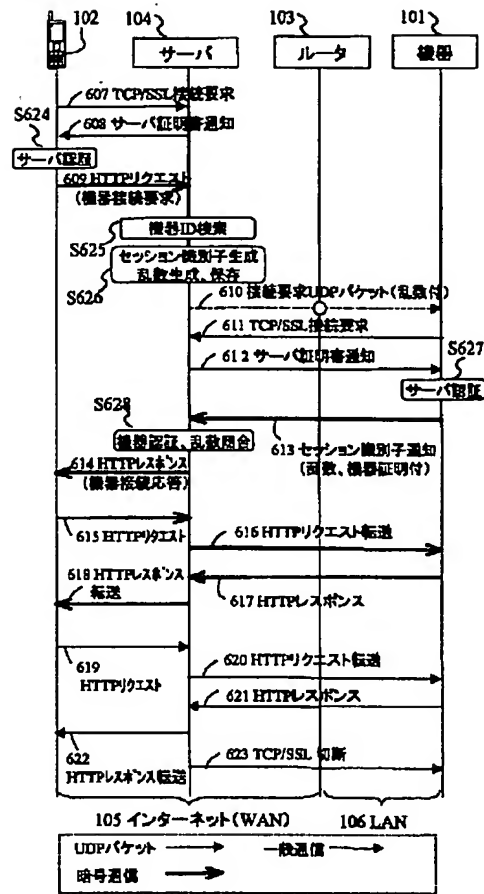 102
104
103
101
サーバ
ルータ
機器
607 TCP/SSL接続要求
S624
608 サーバ証明書通知
サーバ認証
609 HTTPリクエスト
(機器接続要求)
機器ID検索
S625
セッション識別子生成
乱数生成、保存
S626
610 接続要求UDPパケット(乱数付)
611 TCP/SSL接続要求
612 サーバ証明書通知
S627
サーバ認証
S628
機器認証、乱数照合
613 セッション識別子通知
(乱数、機器証明付)
614 HTTPレスポンス
(機器接続応答)
615 HTTPリクエスト
616 HTTPリクエスト転送
618 HTTPレスポンス
転送
617 HTTPレスポンス
619
HTTPリクエスト
620 HTTPリクエスト転送
621 HTTPレスポンス
622
HTTPレスポンス転送
623 TCP/SSL 切断
105 インターネット(WAN)
106 LAN
UDPパケット
一般通信
暗号通信